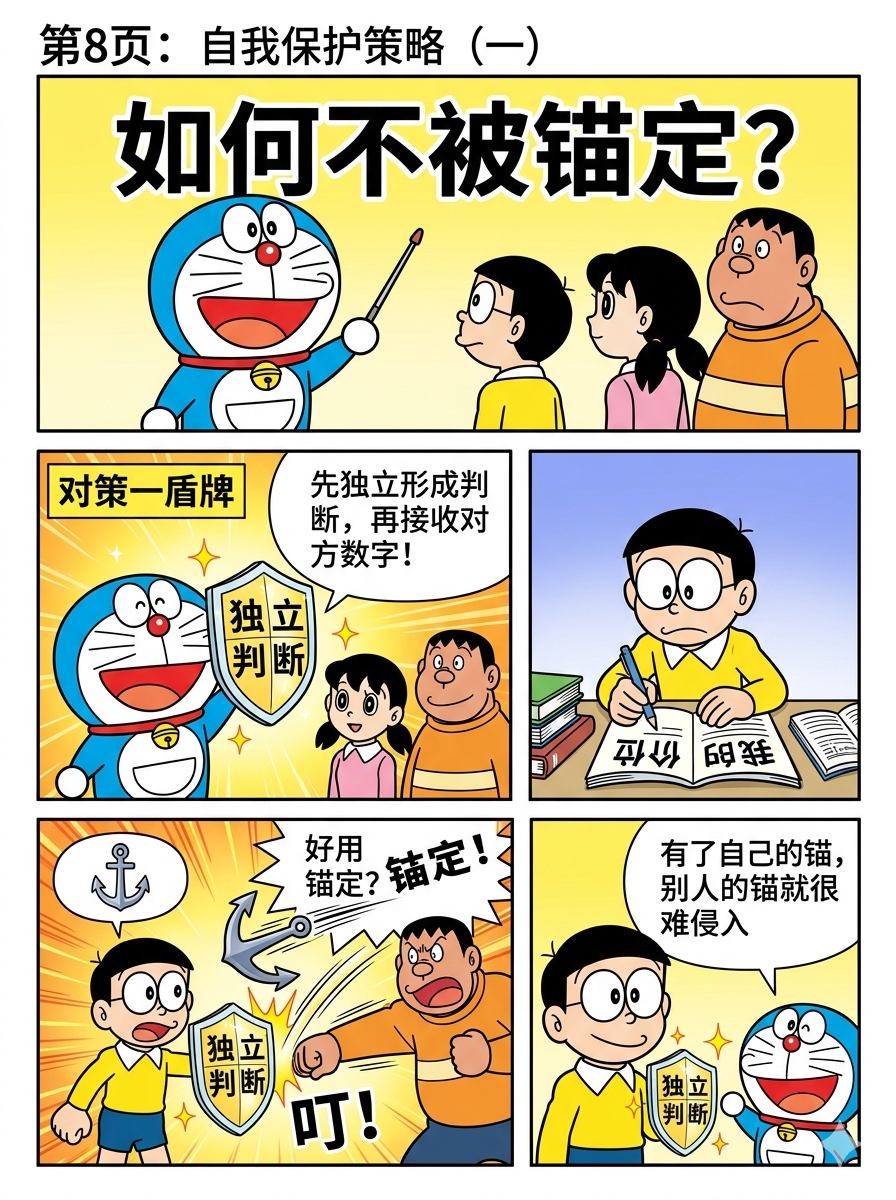 第8页：自我保护策略（一）
如何不被锚定？
对策一盾牌
先独立形成判
断，再接收对
方数字！
独立
判断
我的
价位
好用
锚定？锚定！
独立
判断
叮！
有了自己的锚，
别人的锚就很
难侵入
独立
判断